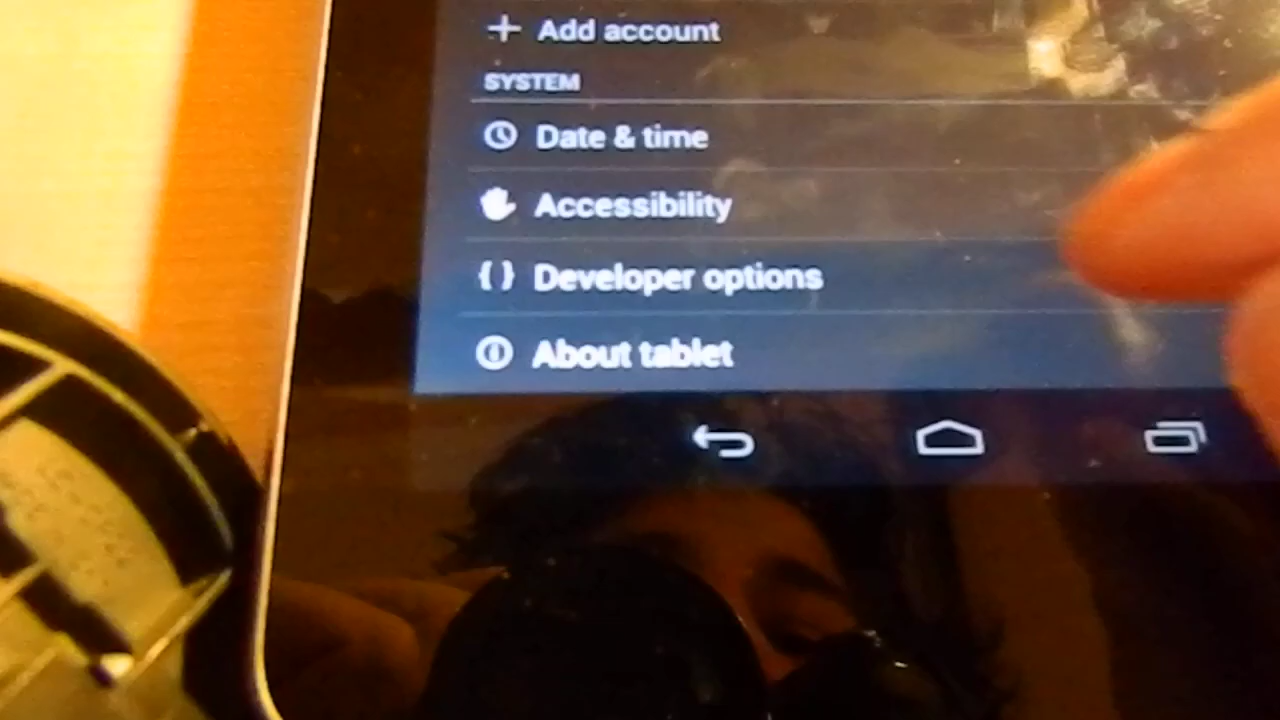 Add account
SYSTEM
Date & time
Accessibility
Developer options
About tablet